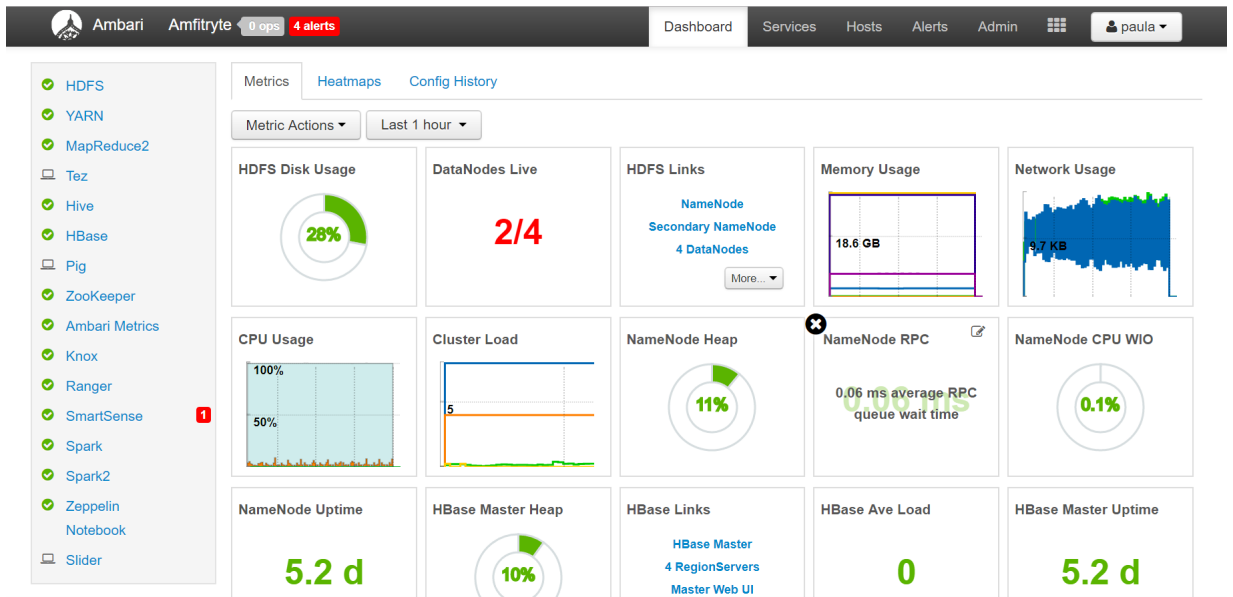 Ambari Amfitryte 0 ops 4 alerts Dashboard Services Hosts Alerts Admin paula
HDFS
YARN
MapReduce2
Tez
Hive
HBase
Pig
ZooKeeper
Ambari Metrics
Knox
Ranger
SmartSense 1
Spark
Spark2
Zeppelin
Notebook
Slider
Metrics Heatmaps Config History
Metric Actions Last 1 hour
HDFS Disk Usage
28%
DataNodes Live
2/4
HDFS Links
NameNode
Secondary NameNode
4 DataNodes
More...
Memory Usage
18.6 GB
Network Usage
9.7 KB
CPU Usage
100%
50%
Cluster Load
5
NameNode Heap
11%
NameNode RPC
0.06 ms
0.06 ms average RPC
queue wait time
NameNode CPU WIO
0.1%
NameNode Uptime
5.2 d
HBase Master Heap
10%
HBase Links
HBase Master
4 RegionServers
Master Web UI
HBase Ave Load
0
HBase Master Uptime
5.2 d